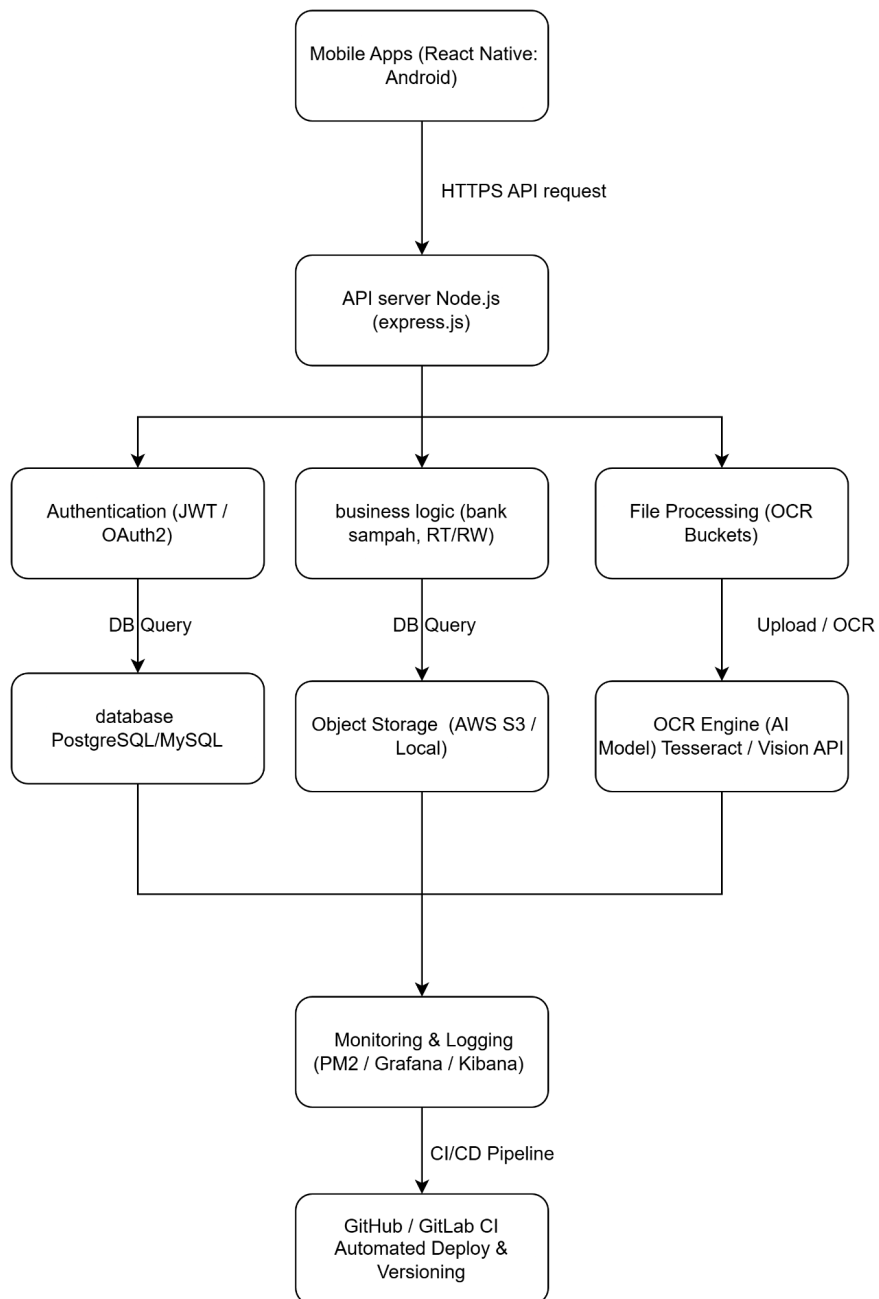 Mobile Apps (React Native:
Android)
HTTPS API request
API server Node.js
(express.js)
Authentication (JWT /
OAuth2)
business logic (bank
sampah, RT/RW)
File Processing (OCR
Buckets)
DB Query
DB Query
Upload / OCR
database
PostgreSQL/MySQL
Object Storage (AWS S3 /
Local)
OCR Engine (AI
Model) Tesseract / Vision API
Monitoring & Logging
(PM2 / Grafana / Kibana)
CI/CD Pipeline
GitHub / GitLab CI
Automated Deploy &
Versioning